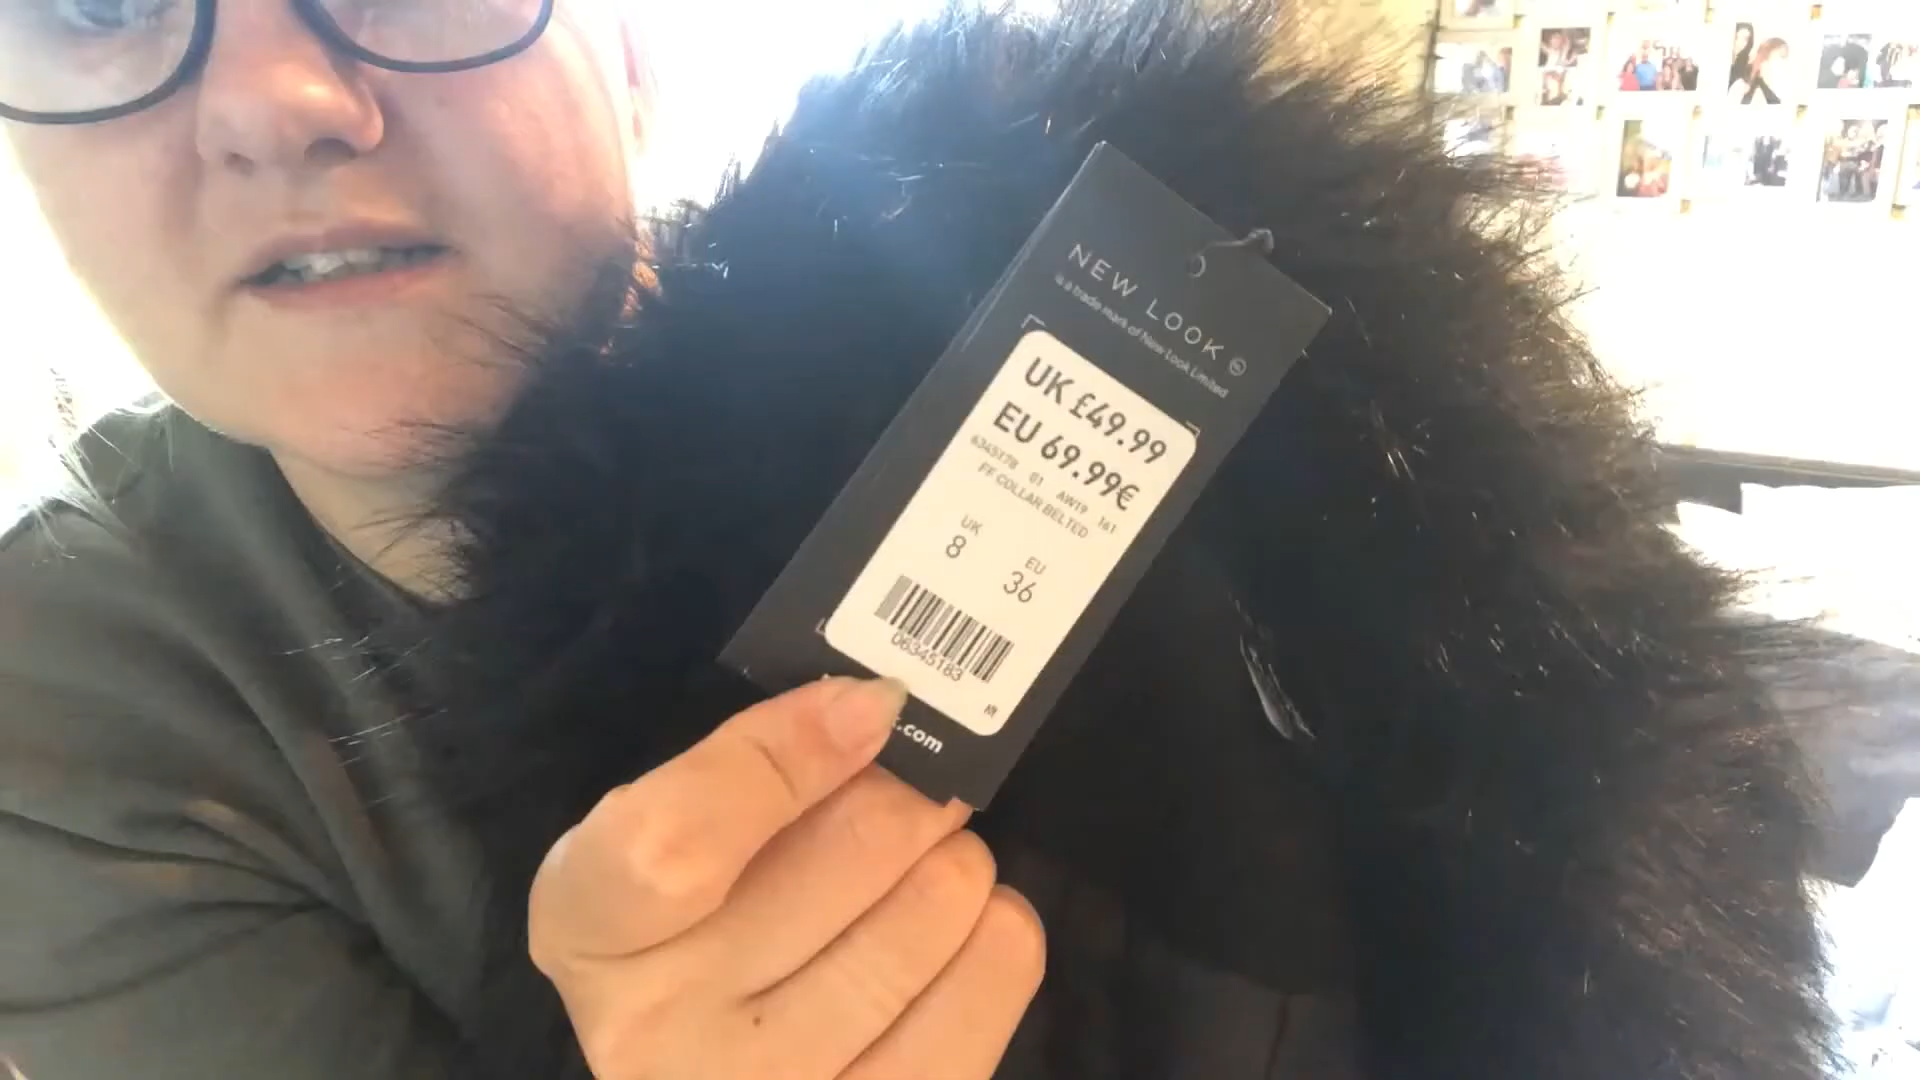 NEW LOOK
is a trade mark of New Look Limited
UK £49.99
EU 69.99€
6345178 01 AW19 161
FF COLLAR BELTED
UK EU
8 36
06345183
.com